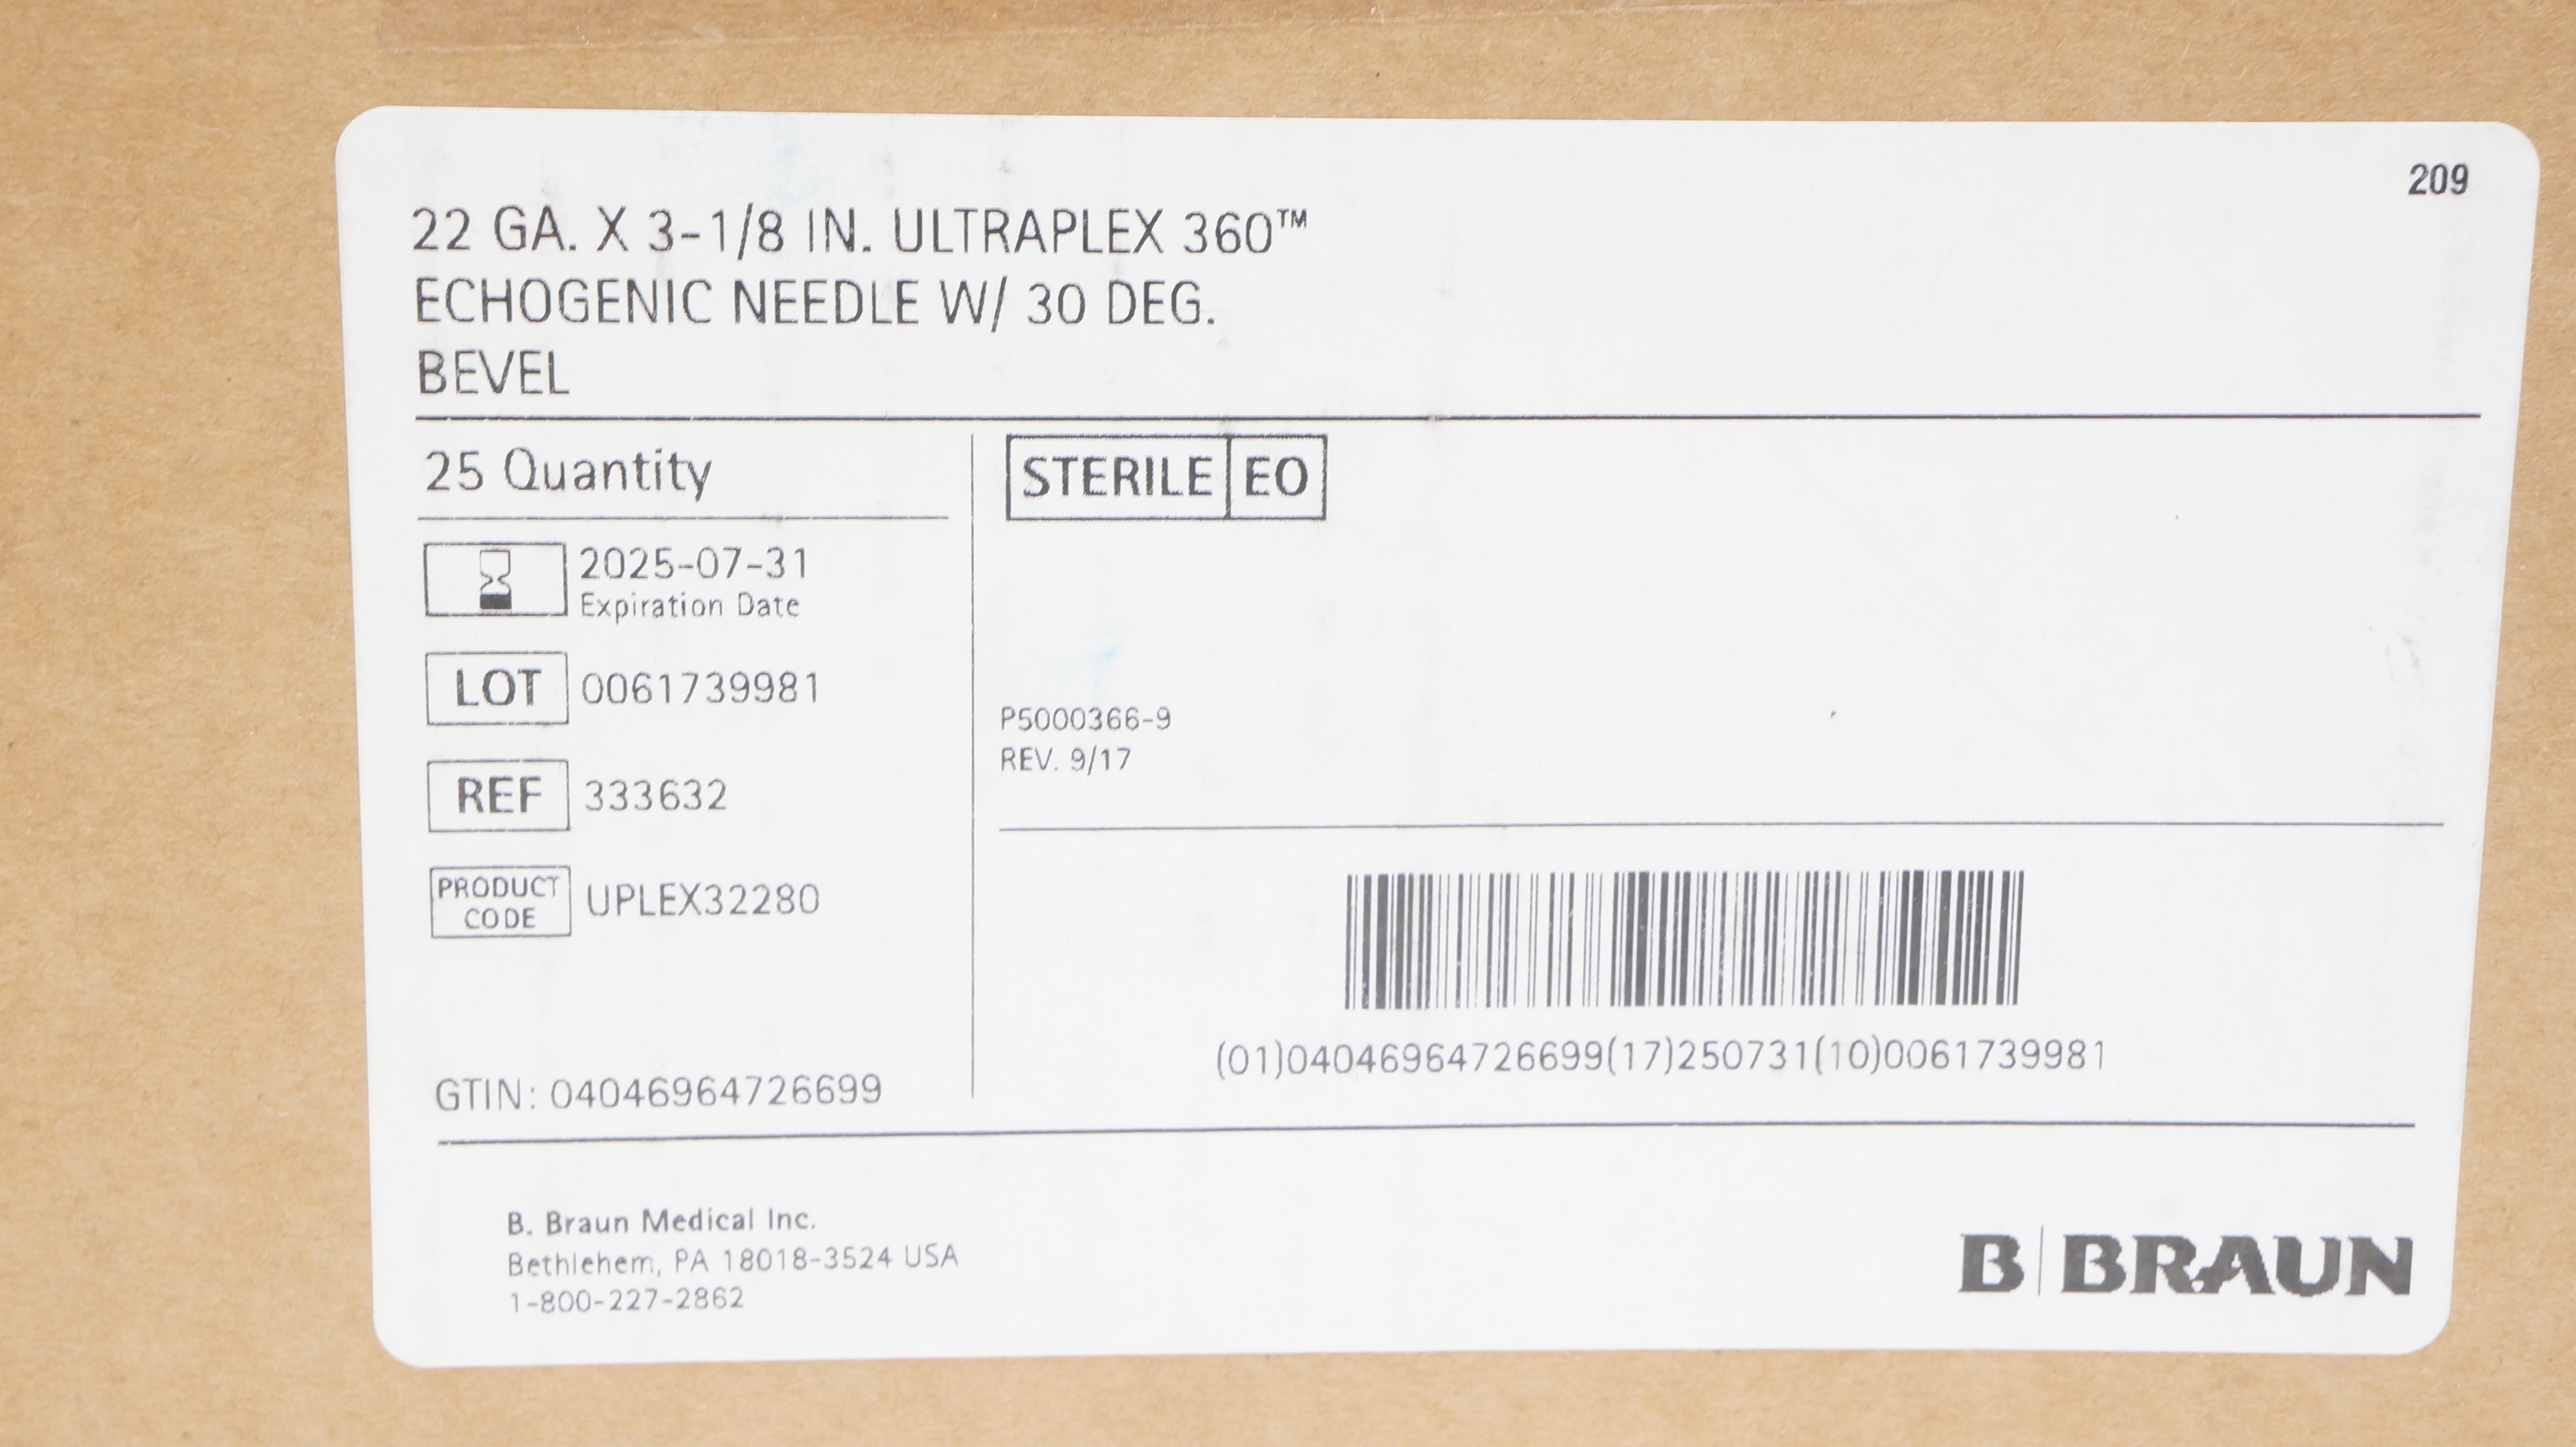 209
22 GA. X 3-1/8 IN. ULTRAPLEX 360™
ECHOGENIC NEEDLE W/ 30 DEG.
BEVEL
25 Quantity
2025-07-31
Expiration Date
LOT 0061739981
REF 333632
PRODUCT
CODE
UPLEX32280
GTIN: 04046964726699
STERILE EO
P5000366-9
REV. 9/17
(01)04046964726699(17)250731(10)0061739981
B. Braun Medical Inc.
Bethlehem, PA 18018-3524 USA
1-800-227-2862
B BRAUN